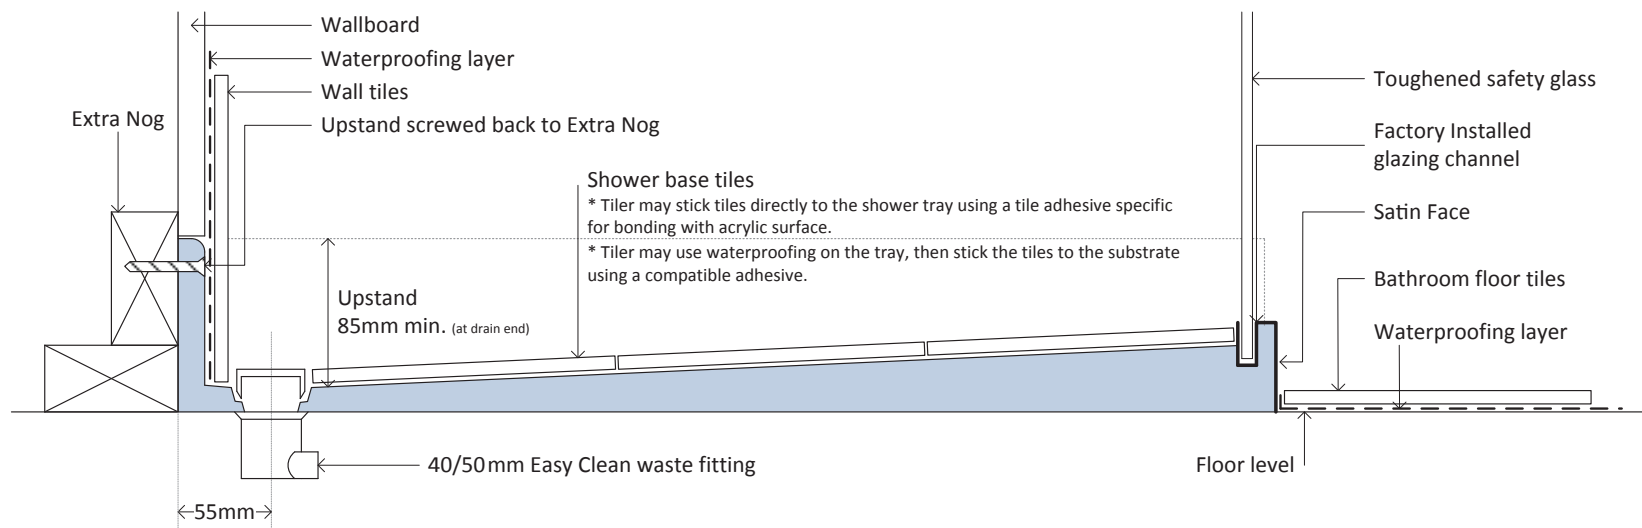 Wallboard
Waterproofing layer
Wall tiles
Extra Nog
Upstand screwed back to Extra Nog
Toughened safety glass
Factory Installed
glazing channel
Shower base tiles
* Tiler may stick tiles directly to the shower tray using a tile adhesive specific
for bonding with acrylic surface.
* Tiler may use waterproofing on the tray, then stick the tiles to the substrate
using a compatible adhesive.
Satin Face
Upstand
85mm min. (at drain end)
Bathroom floor tiles
Waterproofing layer
40/50mm Easy Clean waste fitting
Floor level
55mm